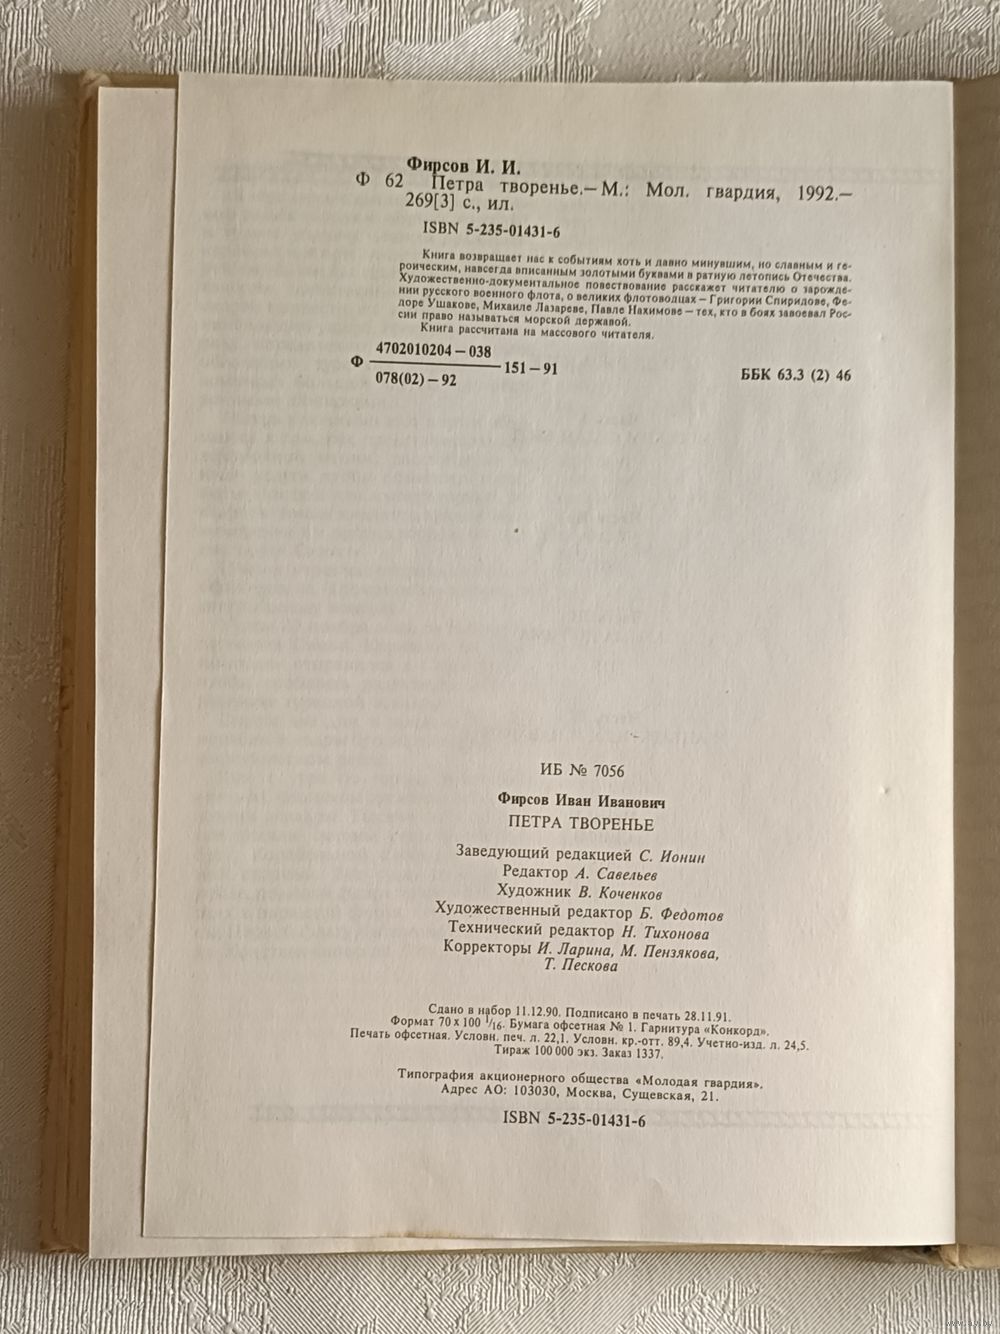 Фирсов И. И.
Ф 62 Петра творенье.— М.: Мол. гвардия, 1992.—
269[3] с., ил.
ISBN 5-235-01431-6
Книга возвращает нас к событиям хоть и давно минувшим, но славным и ге-
роическим, навсегда вписанным золотыми буквами в ратную летопись Отечества.
Художественно-документальное повествование расскажет читателю о зарожде-
нии русского военного флота, о великих флотоводцах — Григории Спиридове, Фе-
доре Ушакове, Михаиле Лазареве, Павле Нахимове — тех, кто в боях завоевал Рос-
сии право называться морской державой.
Книга рассчитана на массового читателя.
Ф 4702010204 — 038
078(02) — 92
151 — 91
ББК 63.3 (2) 46
ИБ № 7056
Фирсов Иван Иванович
ПЕТРА ТВОРЕНЬЕ
Заведующий редакцией С. Ионин
Редактор А. Савельев
Художник В. Коченков
Художественный редактор Б. Федотов
Технический редактор Н. Тихонова
Корректоры И. Ларина, М. Пензякова,
Т. Пескова
Сдано в набор 11.12.90. Подписано в печать 28.11.91.
Формат 70 х 100 1/16. Бумага офсетная № 1. Гарнитура «Конкорд».
Печать офсетная. Условн. печ. л. 22,1. Условн. кр.-отт. 89,4. Учетно-изд. л. 24,5.
Тираж 100 000 экз. Заказ 1337.
Типография акционерного общества «Молодая гвардия».
Адрес АО: 103030, Москва, Сущевская, 21.
ISBN 5-235-01431-6